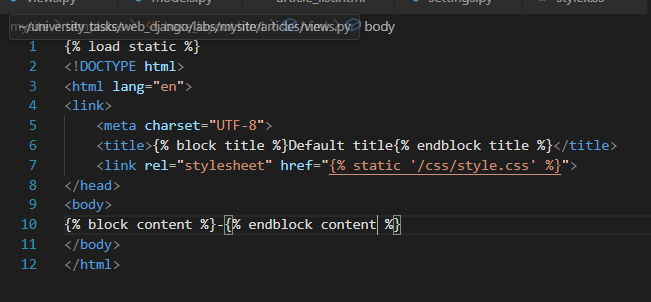 ~/university_tasks/web_django/labs/mysite/articles/views.py body
1 {% load static %}
2 <!DOCTYPE html>
3 <html lang="en">
4 <link>
5 <meta charset="UTF-8">
6 <title>{% block title %}Default title{% endblock title %}</title>
7 <link rel="stylesheet" href="{% static '/css/style.css' %}">
8 </head>
9 <body>
10 {% block content %}-{% endblock content %}
11 </body>
12 </html>